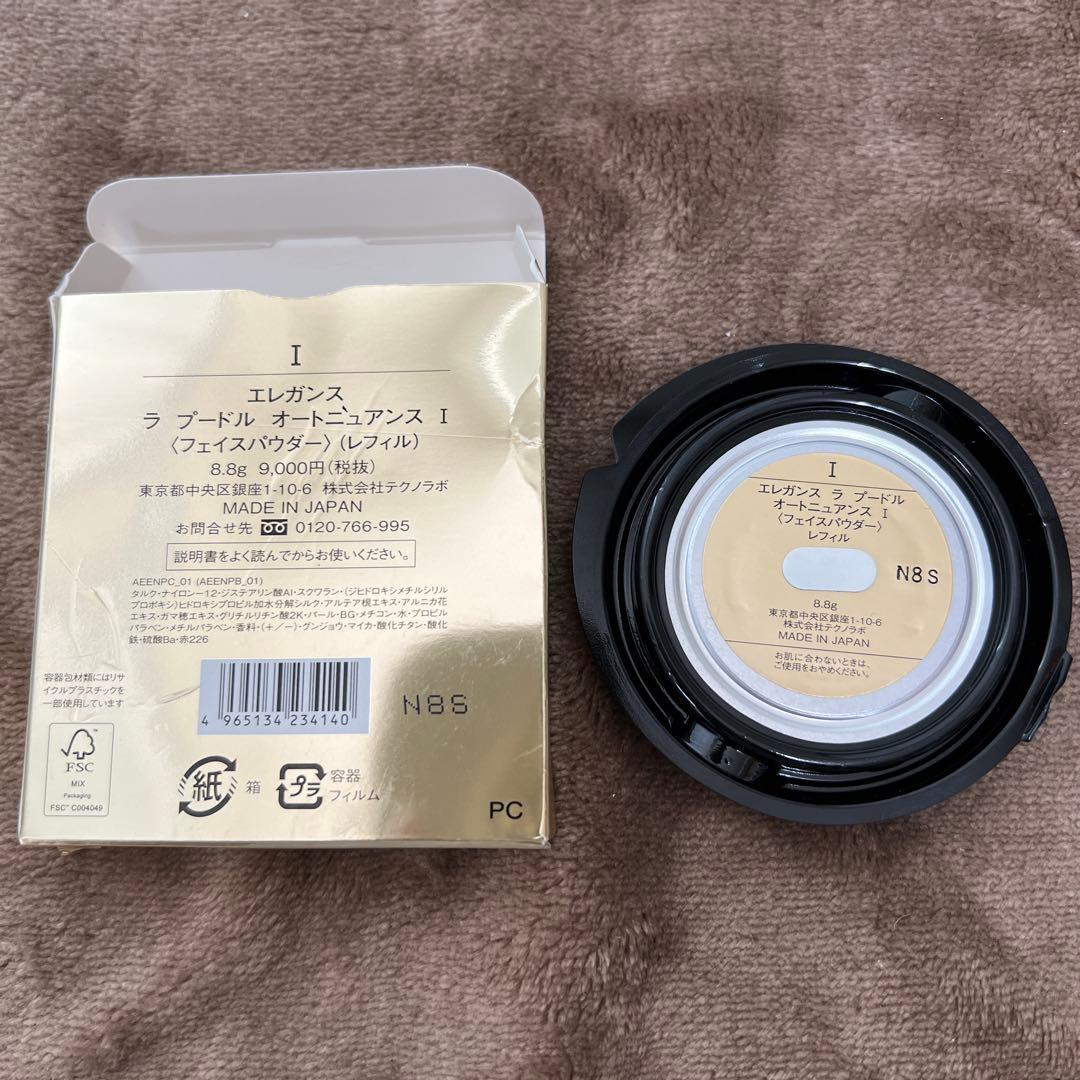 I
エレガンス
ラ プードル オートニュアンス I
〈フェイスパウダー〉(レフィル)
8.8g 9,000円(税抜)
東京都中央区銀座1-10-6 株式会社テクノラボ
MADE IN JAPAN
お問合せ先 0120-766-995
説明書をよく読んでからお使いください。
AEENPC_01 (AEENPB_01)
タルク・ナイロン-12・ジステアリン酸Al・スクワラン・(ジヒドロキシメチルシリル
プロポキシ)ヒドロキシプロピル加水分解シルク・アルテア根エキス・アルニカ花
エキス・ガマ穂エキス・グリチルリチン酸2K・パール・BG・メチコン・水・プロピル
パラベン・メチルパラベン・香料・(+/-)・グンジョウ・マイカ・酸化チタン・酸化
鉄・硫酸Ba・赤226
容器包材類にはリサ
イクルプラスチックを
一部使用しています
4 965134 234140
N8S
FSC
MIX
Packaging
FSC™ C004049
紙 箱
プラ 容器
フィルム
PC
I
エレガンス ラ プードル
オートニュアンス I
〈フェイスパウダー〉
レフィル
N8S
8.8g
東京都中央区銀座1-10-6
株式会社テクノラボ
MADE IN JAPAN
お肌に合わないときは、
ご使用をおやめください。